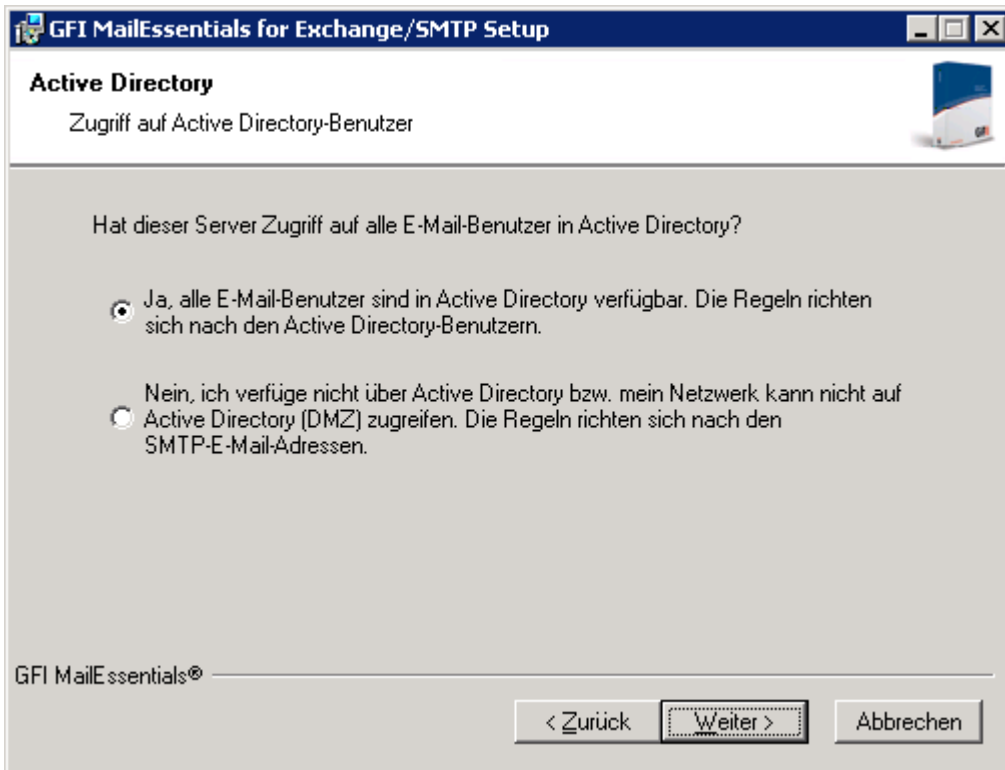 GFI MailEssentials for Exchange/SMTP Setup
Active Directory
Zugriff auf Active Directory-Benutzer
GFI
Hat dieser Server Zugriff auf alle E-Mail-Benutzer in Active Directory?
Ja, alle E-Mail-Benutzer sind in Active Directory verfügbar. Die Regeln richten
sich nach den Active Directory-Benutzern.
Nein, ich verfüge nicht über Active Directory bzw. mein Netzwerk kann nicht auf
Active Directory (DMZ) zugreifen. Die Regeln richten sich nach den
SMTP-E-Mail-Adressen.
GFI MailEssentials®
< Zurück Weiter > Abbrechen